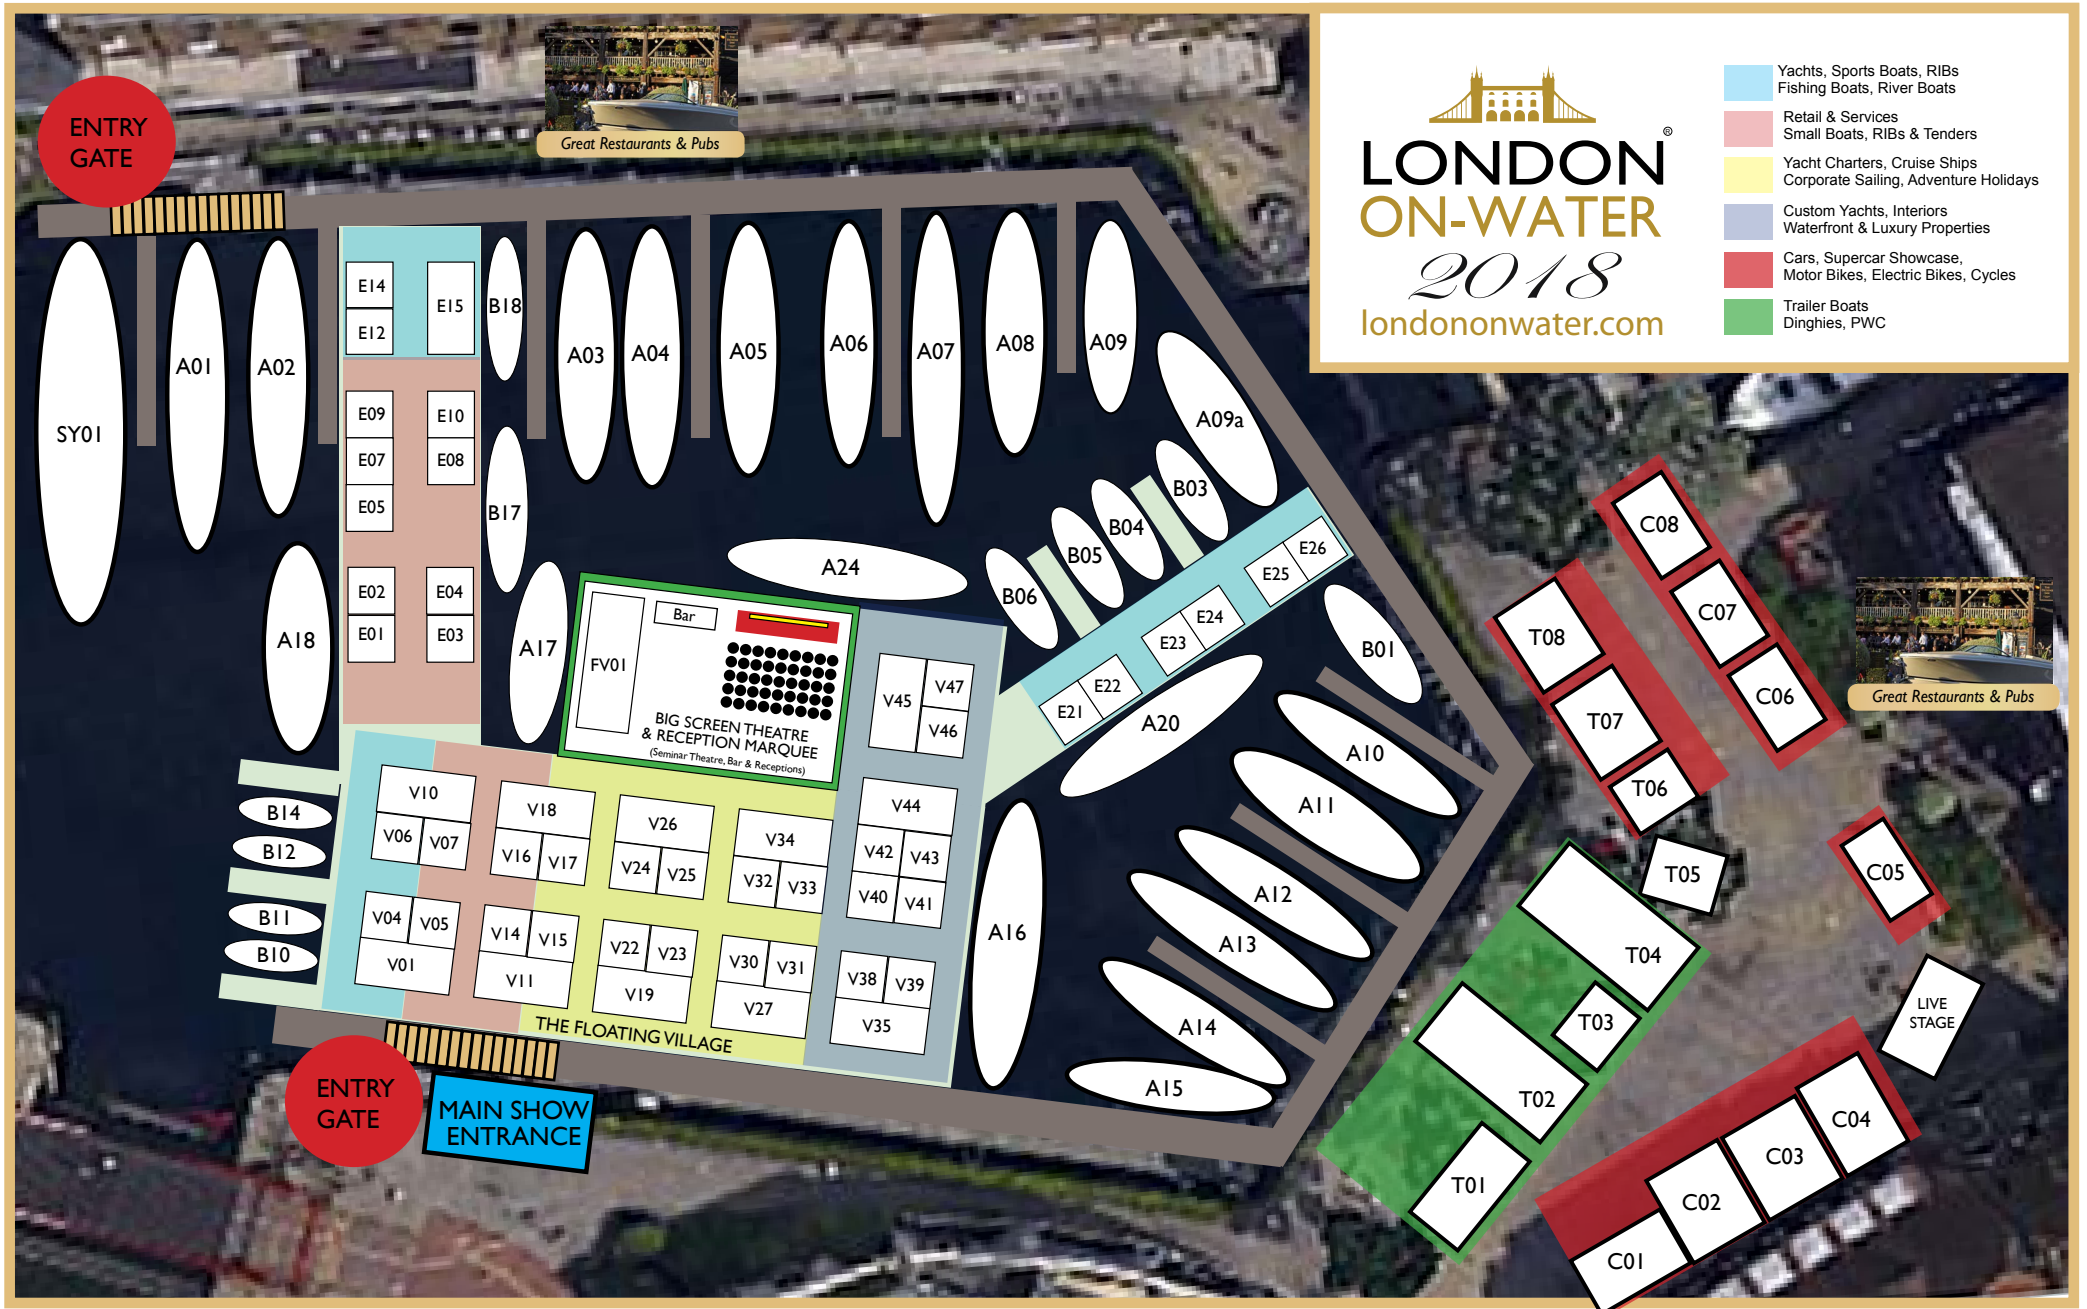 ENTRY
GATE
Great Restaurants & Pubs
LONDON®
ON-WATER
2018
londononwater.com
Yachts, Sports Boats, RIBs
Fishing Boats, River Boats
Retail & Services
Small Boats, RIBs & Tenders
Yacht Charters, Cruise Ships
Corporate Sailing, Adventure Holidays
Custom Yachts, Interiors
Waterfront & Luxury Properties
Cars, Supercar Showcase,
Motor Bikes, Electric Bikes, Cycles
Trailer Boats
Dinghies, PWC
SY01
A01
A02
A18
E14
E12
E15
E09
E10
E07
E08
E05
E02
E04
E01
E03
B18
B17
A17
A03
A04
A05
A06
A07
A08
A09
A09a
A24
B06
B05
B04
B03
E26
E25
E24
E23
E22
E21
B01
A20
A10
A11
A12
A13
A14
A15
A16
FV01
Bar
BIG SCREEN THEATRE
& RECEPTION MARQUEE
(Seminar Theatre, Bar & Receptions)
V45
V47
V46
V44
V42
V43
V40
V41
V38
V39
V35
B14
B12
B11
B10
V10
V06
V07
V04
V05
V01
V18
V16
V17
V14
V15
V11
V26
V24
V25
V22
V23
V19
V34
V32
V33
V30
V31
V27
THE FLOATING VILLAGE
ENTRY
GATE
MAIN SHOW
ENTRANCE
C08
C07
C06
T08
T07
T06
T05
Great Restaurants & Pubs
C05
T04
T03
T02
T01
LIVE
STAGE
C04
C03
C02
C01